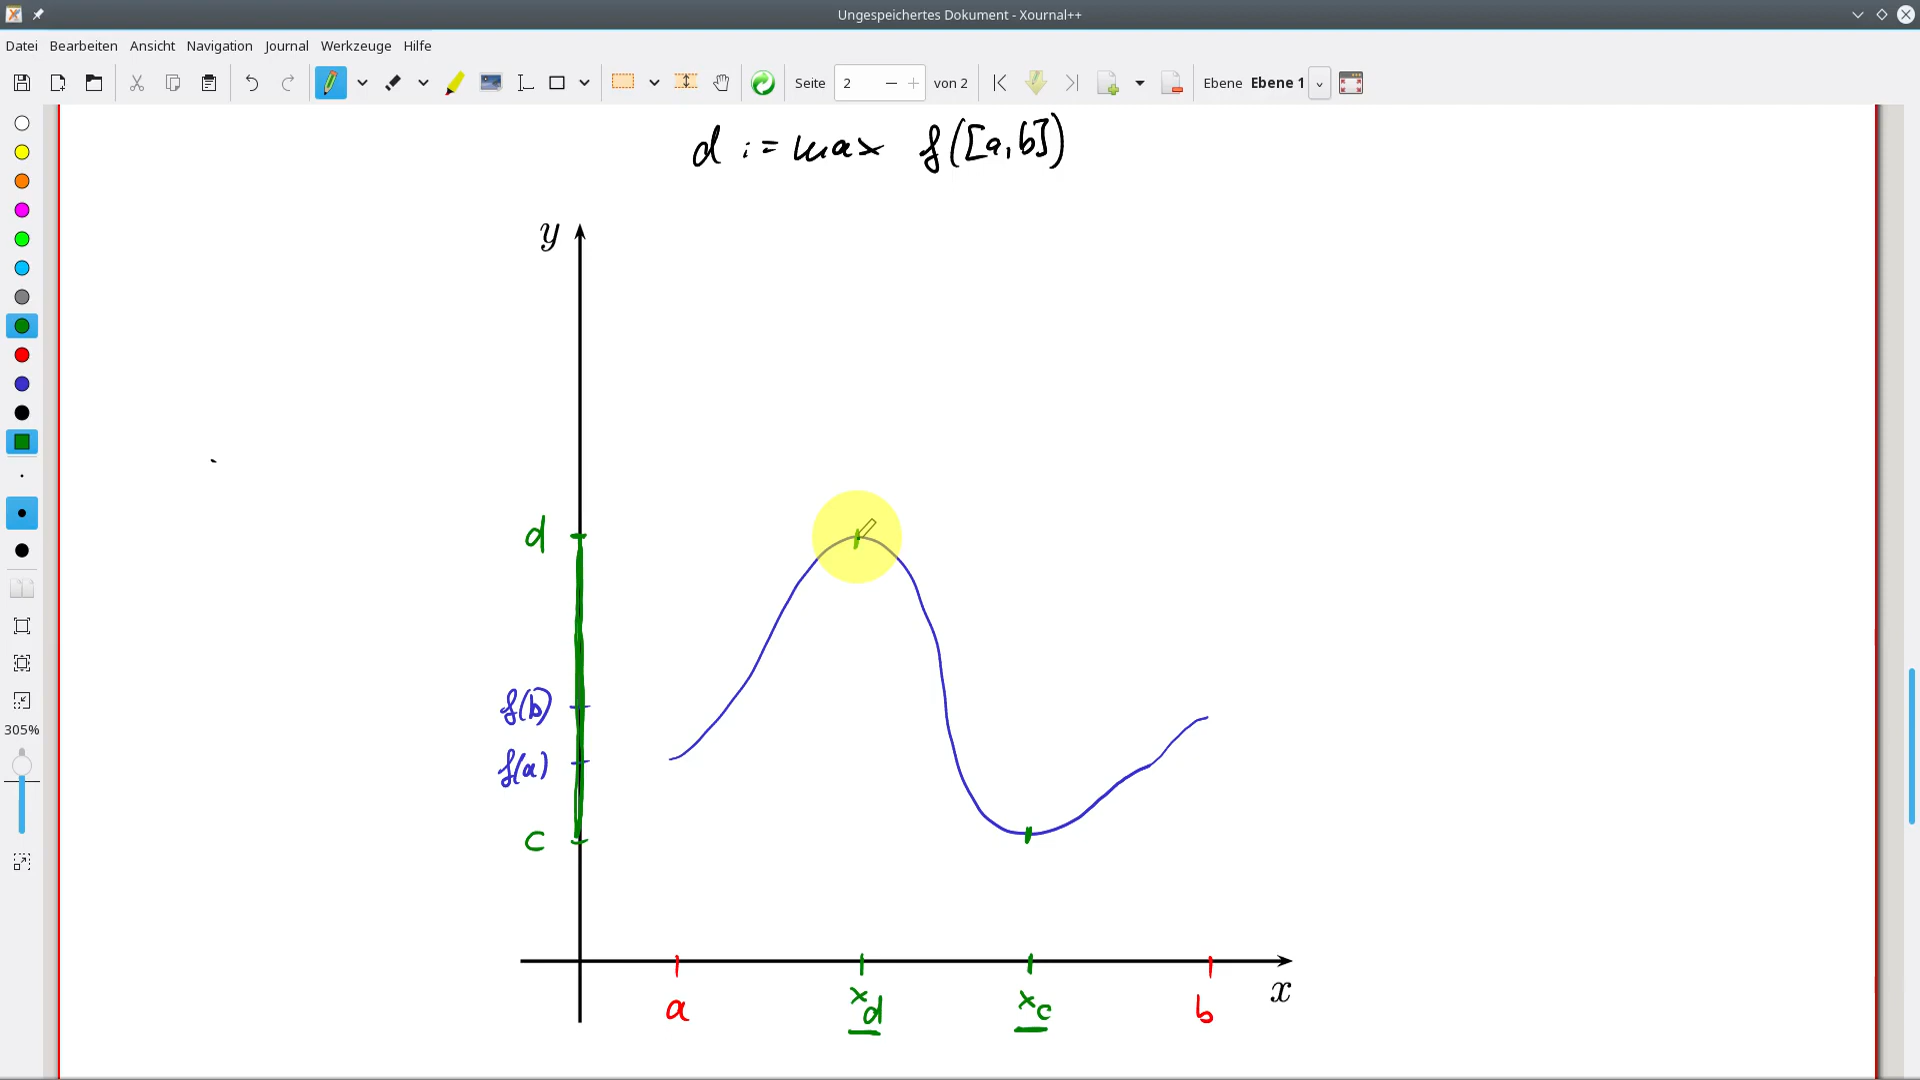 Ungespeichertes Dokument - Xournal++
Datei Bearbeiten Ansicht Navigation Journal Werkzeuge Hilfe
Seite 2 von 2 Ebene Ebene 1
d := max f([a,b])
y
d
f(b)
f(a)
c
305%
x
a x_d x_c b